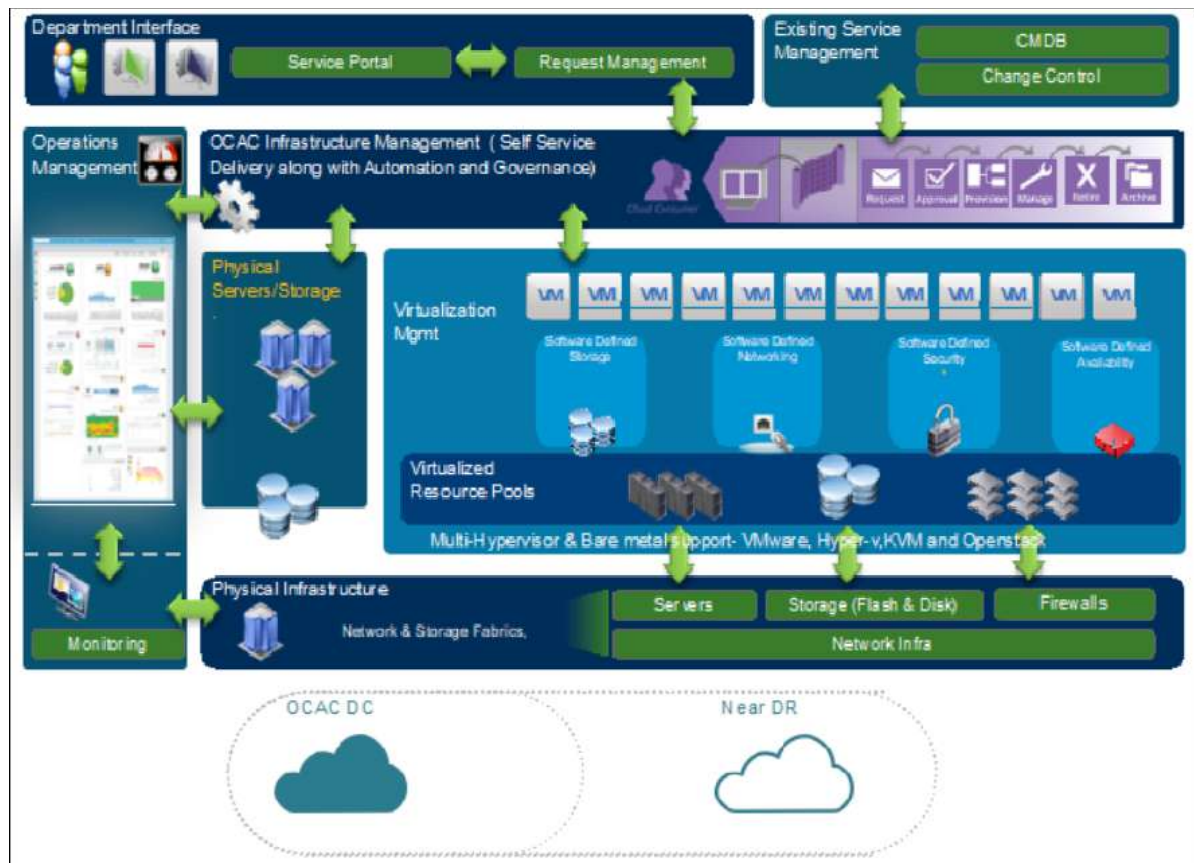 Department Interface
Service Portal
Request Management
Existing Service
Management
CMDB
Change Control
Operations
Management
OCAC Infrastructure Management ( Self Service
Delivery along with Automation and Governance)
Cloud Consumer
Request
Approval
Provision
Manage
Retire
Archive
Physical
Servers/Storage
Virtualization
Mgmt
VM VM VM VM VM VM VM VM VM VM VM VM
Software Defined
Storage
Software Defined
Networking
Software Defined
Security
Software Defined
Availability
Virtualized
Resource Pools
Multi-Hypervisor & Bare metal support- VMware, Hyper-v,KVM and Openstack
Monitoring
Physical Infrastructure
Network & Storage Fabrics,
Servers
Storage (Flash & Disk)
Firewalls
Network Infra
OCAC DC
Near DR